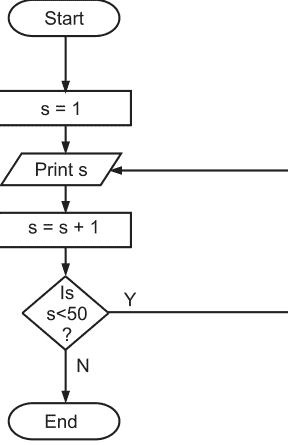 Start
s = 1
Print s
s = s + 1
Is
s<50
?
Y
N
End